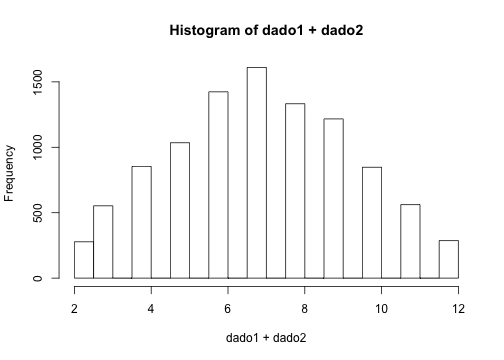 Histogram of dado1 + dado2
Frequency
1500
1000
500
0
2 4 6 8 10 12
dado1 + dado2